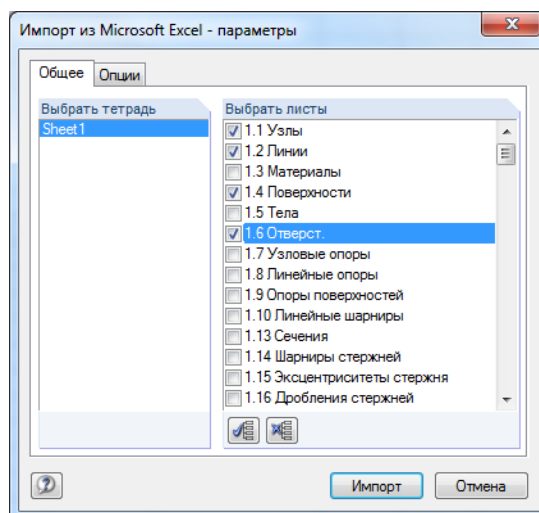 Импорт из Microsoft Excel - параметры
Общее Опции
Выбрать тетрадь
Sheet1
Выбрать листы
1.1 Узлы
1.2 Линии
1.3 Материалы
1.4 Поверхности
1.5 Тела
1.6 Отверст.
1.7 Узловые опоры
1.8 Линейные опоры
1.9 Опоры поверхностей
1.10 Линейные шарниры
1.13 Сечения
1.14 Шарниры стержней
1.15 Эксцентриситеты стержня
1.16 Дробления стержней
Импорт Отмена